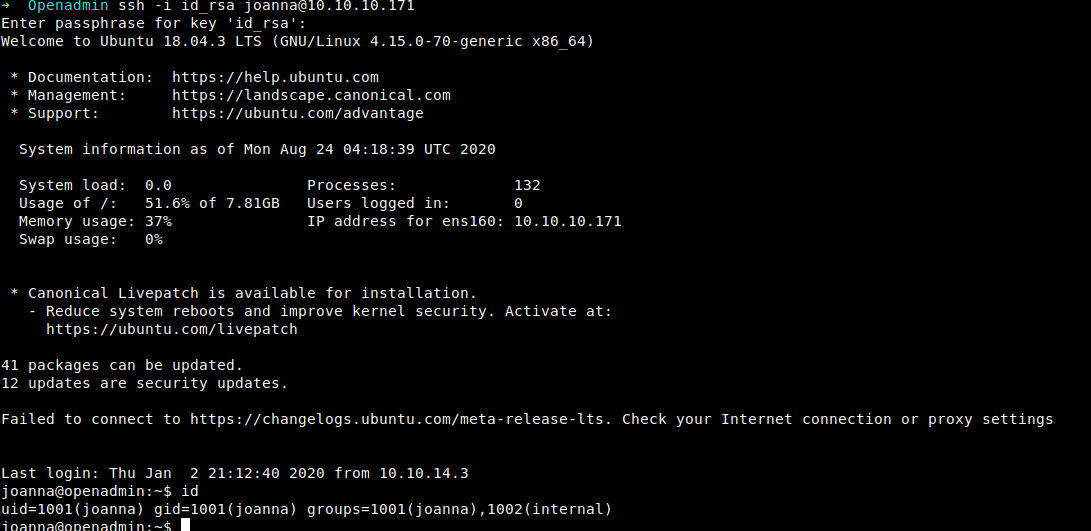 ➜  Openadmin ssh -i id_rsa joanna@10.10.10.171
Enter passphrase for key 'id_rsa':
Welcome to Ubuntu 18.04.3 LTS (GNU/Linux 4.15.0-70-generic x86_64)

 * Documentation:  https://help.ubuntu.com
 * Management:     https://landscape.canonical.com
 * Support:        https://ubuntu.com/advantage

  System information as of Mon Aug 24 04:18:39 UTC 2020

  System load:  0.0               Processes:             132
  Usage of /:   51.6% of 7.81GB   Users logged in:       0
  Memory usage: 37%               IP address for ens160: 10.10.10.171
  Swap usage:   0%


 * Canonical Livepatch is available for installation.
   - Reduce system reboots and improve kernel security. Activate at:
     https://ubuntu.com/livepatch

41 packages can be updated.
12 updates are security updates.

Failed to connect to https://changelogs.ubuntu.com/meta-release-lts. Check your Internet connection or proxy settings


Last login: Thu Jan  2 21:12:40 2020 from 10.10.14.3
joanna@openadmin:~$ id
uid=1001(joanna) gid=1001(joanna) groups=1001(joanna),1002(internal)
joanna@openadmin:~$